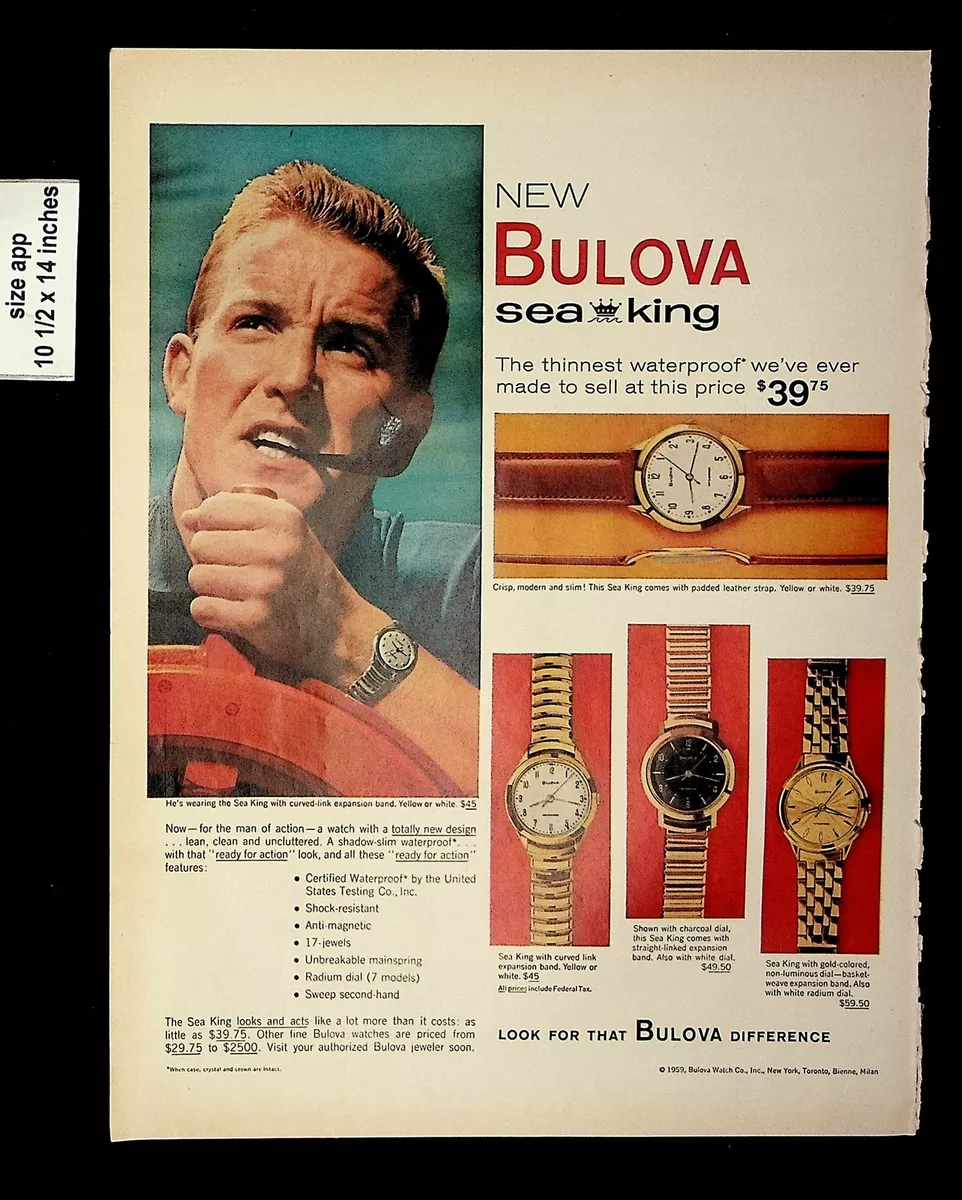 size app
10 1/2 x 14 inches
NEW
BULOVA
sea king
The thinnest waterproof* we've ever
made to sell at this price $39 75
Crisp, modern and slim! This Sea King comes with padded leather strap. Yellow or white. $39.75
He's wearing the Sea King with curved-link expansion band. Yellow or white. $45
Now—for the man of action—a watch with a totally new design
. . . lean, clean and uncluttered. A shadow-slim waterproof*. . .
with that "ready for action" look, and all these "ready for action"
features:
• Certified Waterproof* by the United
States Testing Co., Inc.
• Shock-resistant
• Anti-magnetic
• 17-jewels
• Unbreakable mainspring
• Radium dial (7 models)
• Sweep second-hand
The Sea King looks and acts like a lot more than it costs: as
little as $39.75. Other fine Bulova watches are priced from
$29.75 to $2500. Visit your authorized Bulova jeweler soon.
*When case, crystal and crown are intact.
Sea King with curved link
expansion band. Yellow or
white. $45
All prices include Federal Tax.
Shown with charcoal dial,
this Sea King comes with
straight-linked expansion
band. Also with white dial.
$49.50
Sea King with gold-colored,
non-luminous dial—basket-
weave expansion band. Also
with white radium dial.
$59.50
LOOK FOR THAT BULOVA DIFFERENCE
© 1959, Bulova Watch Co., Inc., New York, Toronto, Bienne, Milan